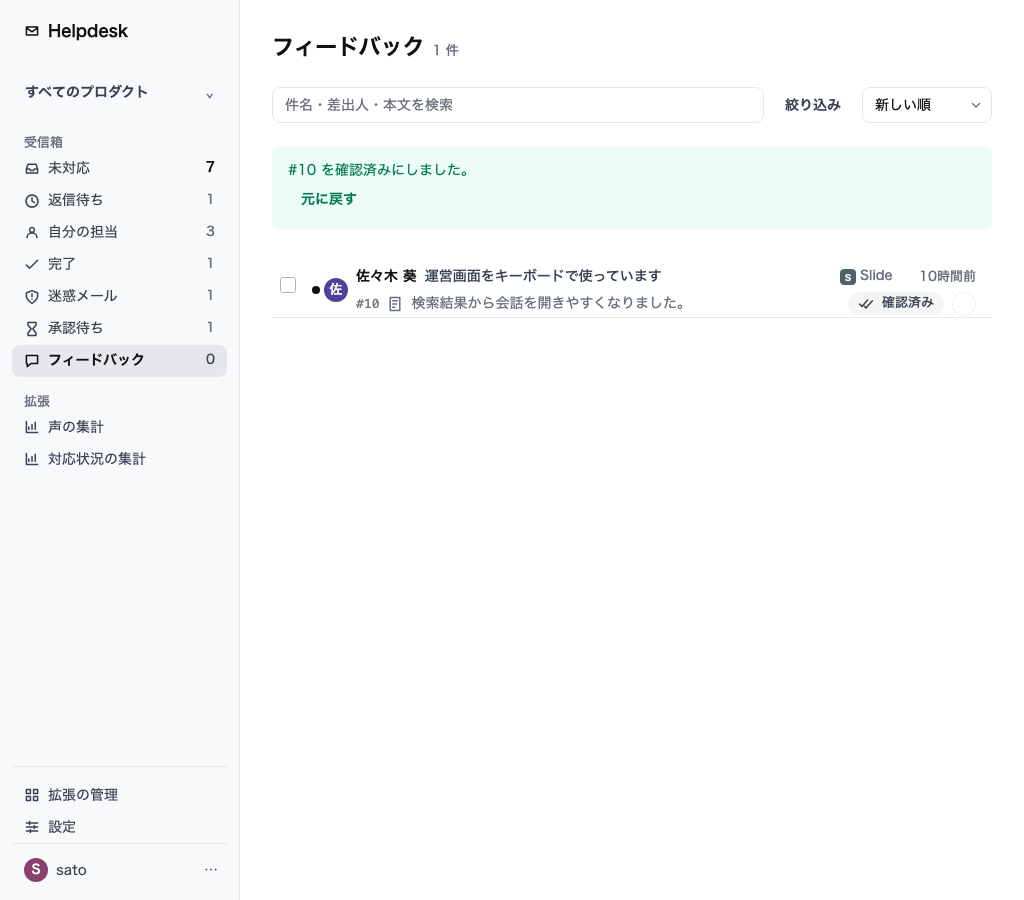 Helpdesk
すべてのプロダクト
受信箱
未対応 7
返信待ち 1
自分の担当 3
完了 1
迷惑メール 1
承認待ち 1
フィードバック 0
拡張
声の集計
対応状況の集計
拡張の管理
設定
S sato ...
フィードバック 1 件
件名・差出人・本文を検索 絞り込み 新しい順
#10 を確認済みにしました。
元に戻す
佐 佐々木 葵 運営画面をキーボードで使っています S Slide 10時間前
#10 検索結果から会話を開きやすくなりました。 確認済み